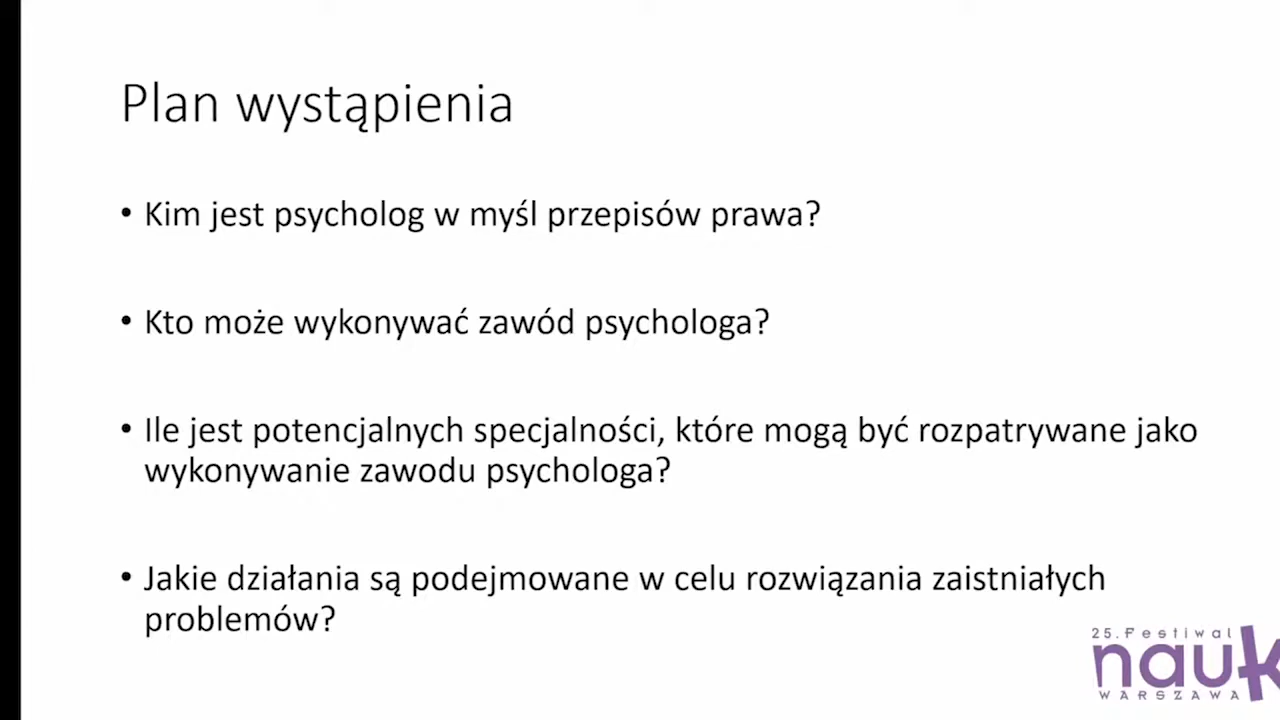 Plan wystąpienia
• Kim jest psycholog w myśl przepisów prawa?
• Kto może wykonywać zawód psychologa?
• Ile jest potencjalnych specjalności, które mogą być rozpatrywane jako
wykonywanie zawodu psychologa?
• Jakie działania są podejmowane w celu rozwiązania zaistniałych
problemów?
25.Festiwal
nauk
WARSZAWA